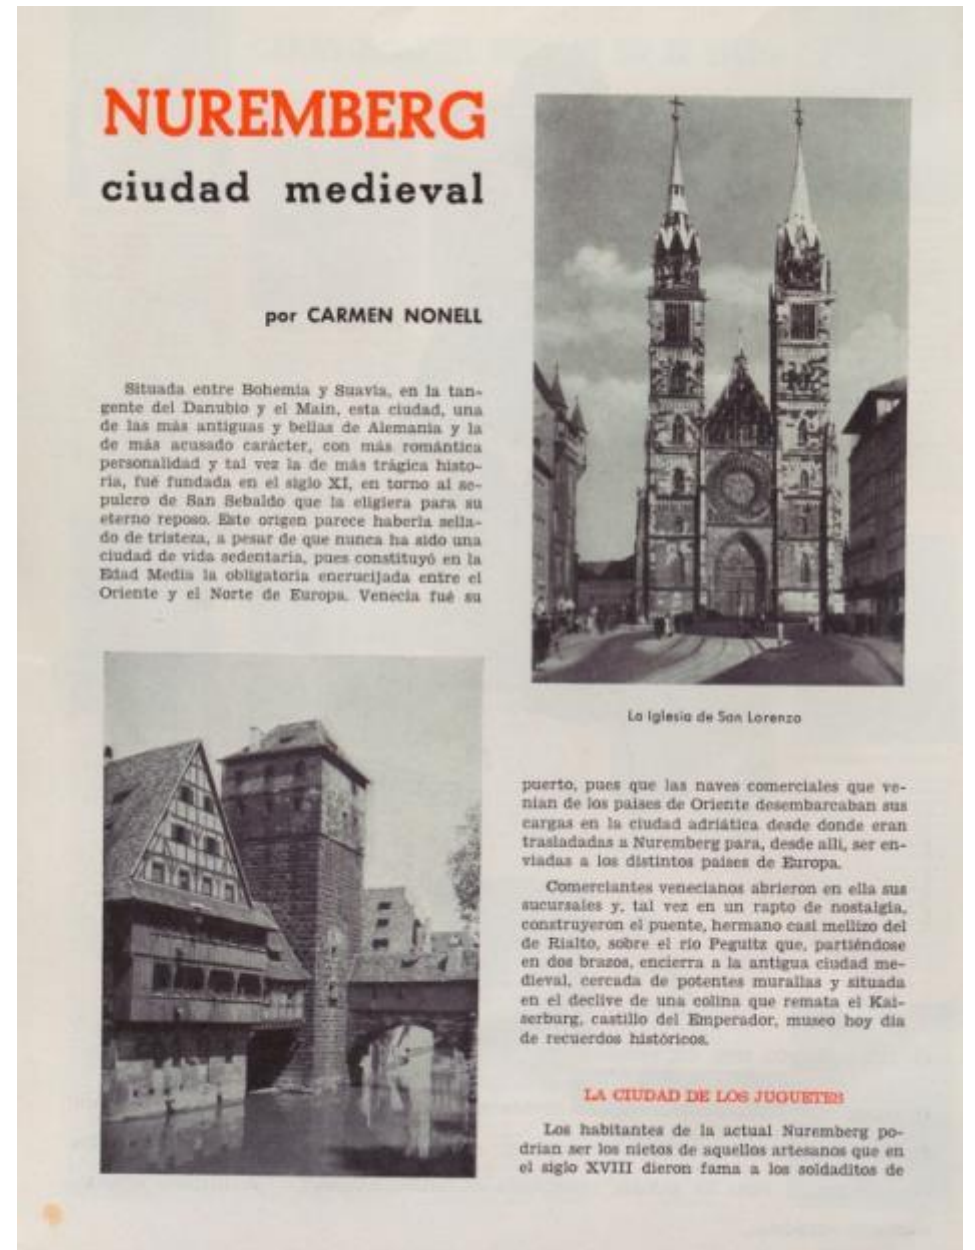 NUREMBERG
ciudad medieval
por CARMEN NONELL
Situada entre Bohemia y Suavia, en la tan-
gente del Danubio y el Main, esta ciudad, una
de las más antiguas y bellas de Alemania y la
de más acusado carácter, con más romántica
personalidad y tal vez la de más trágica histo-
ria, fué fundada en el siglo XI, en torno al se-
pulcro de San Sebaldo que la eligiera para su
eterno reposo. Este origen parece haberla sella-
do de tristeza, a pesar de que nunca ha sido una
ciudad de vida sedentaria, pues constituyó en la
Edad Media la obligatoria encrucijada entre el
Oriente y el Norte de Europa. Venecia fué su
La Iglesia de San Lorenzo
puerto, pues que las naves comerciales que ve-
nían de los países de Oriente desembarcaban sus
cargas en la ciudad adriática desde donde eran
trasladadas a Nuremberg para, desde allí, ser en-
viadas a los distintos países de Europa.
Comerciantes venecianos abrieron en ella sus
sucursales y, tal vez en un rapto de nostalgia,
construyeron el puente, hermano casi mellizo del
de Rialto, sobre el río Pegnitz que, partiéndose
en dos brazos, encierra a la antigua ciudad me-
dieval, cercada de potentes murallas y situada
en el declive de una colina que remata el Kai-
serburg, castillo del Emperador, museo hoy día
de recuerdos históricos.
LA CIUDAD DE LOS JUGUETES
Los habitantes de la actual Nuremberg po-
drían ser los nietos de aquellos artesanos que en
el siglo XVIII dieron fama a los soldaditos de